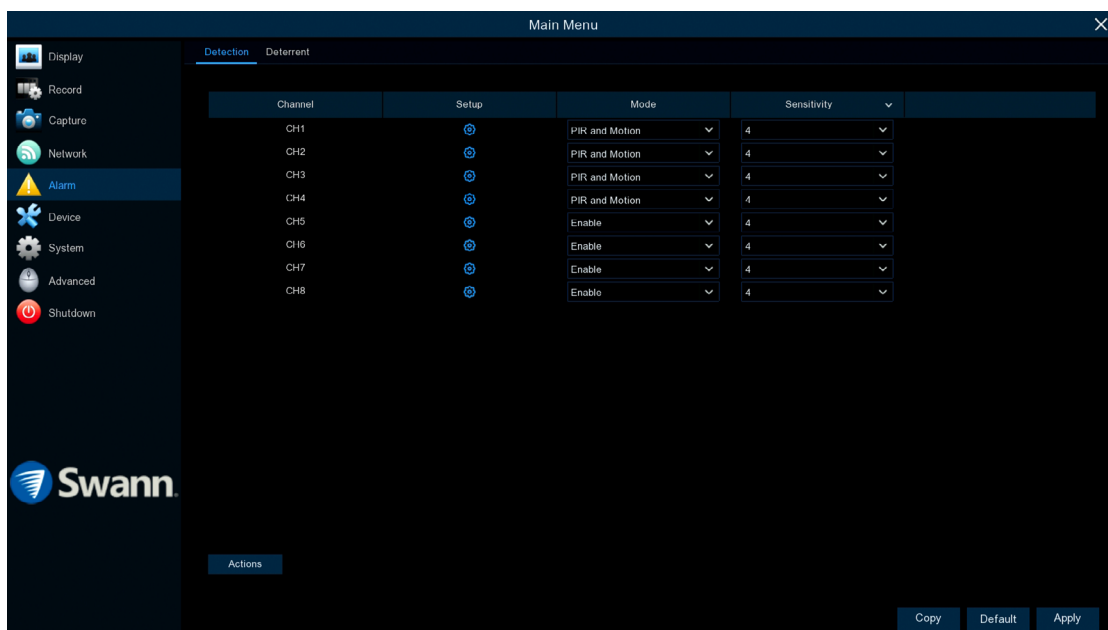 Main Menu
Display
Record
Capture
Network
Alarm
Device
System
Advanced
Shutdown
Swann.
Detection Deterrent
Channel Setup Mode Sensitivity
CH1 PIR and Motion 4
CH2 PIR and Motion 4
CH3 PIR and Motion 4
CH4 PIR and Motion 4
CH5 Enable 4
CH6 Enable 4
CH7 Enable 4
CH8 Enable 4
Actions
Copy Default Apply